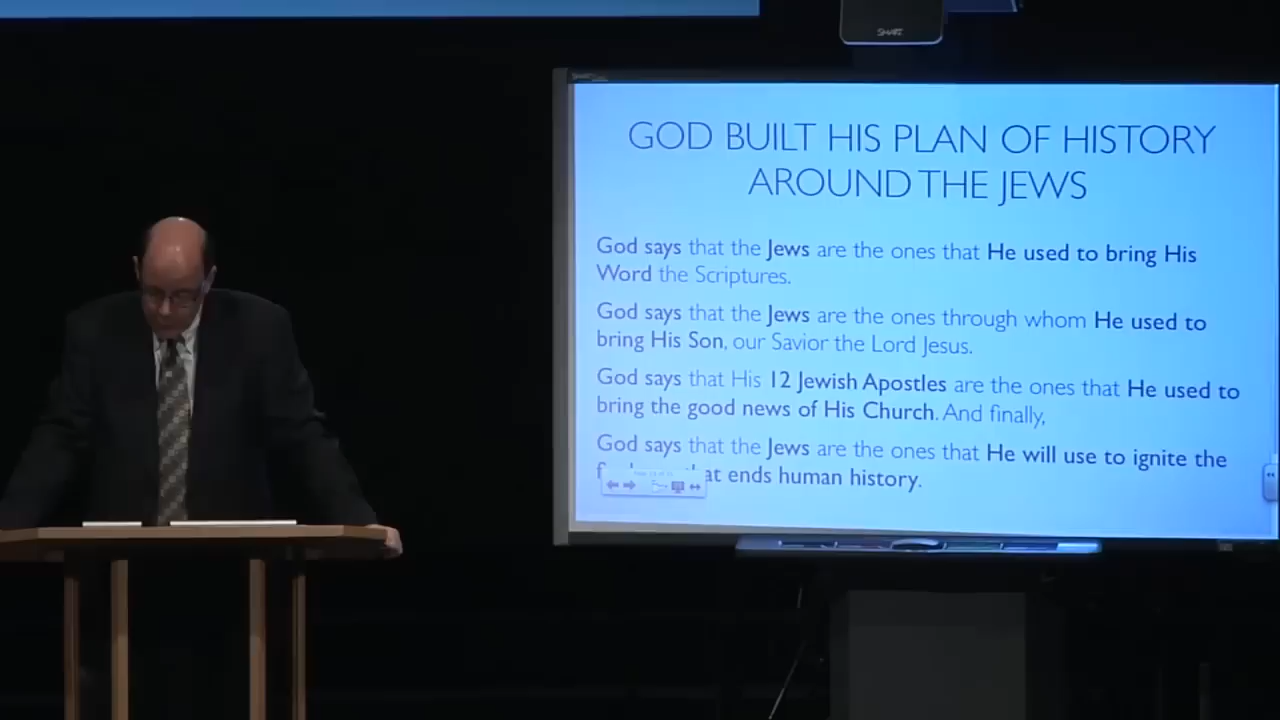 SMART
GOD BUILT HIS PLAN OF HISTORY
AROUND THE JEWS
God says that the Jews are the ones that He used to bring His
Word the Scriptures.
God says that the Jews are the ones through whom He used to
bring His Son, our Savior the Lord Jesus.
God says that His 12 Jewish Apostles are the ones that He used to
bring the good news of His Church. And finally,
God says that the Jews are the ones that He will use to ignite the
ends human history.